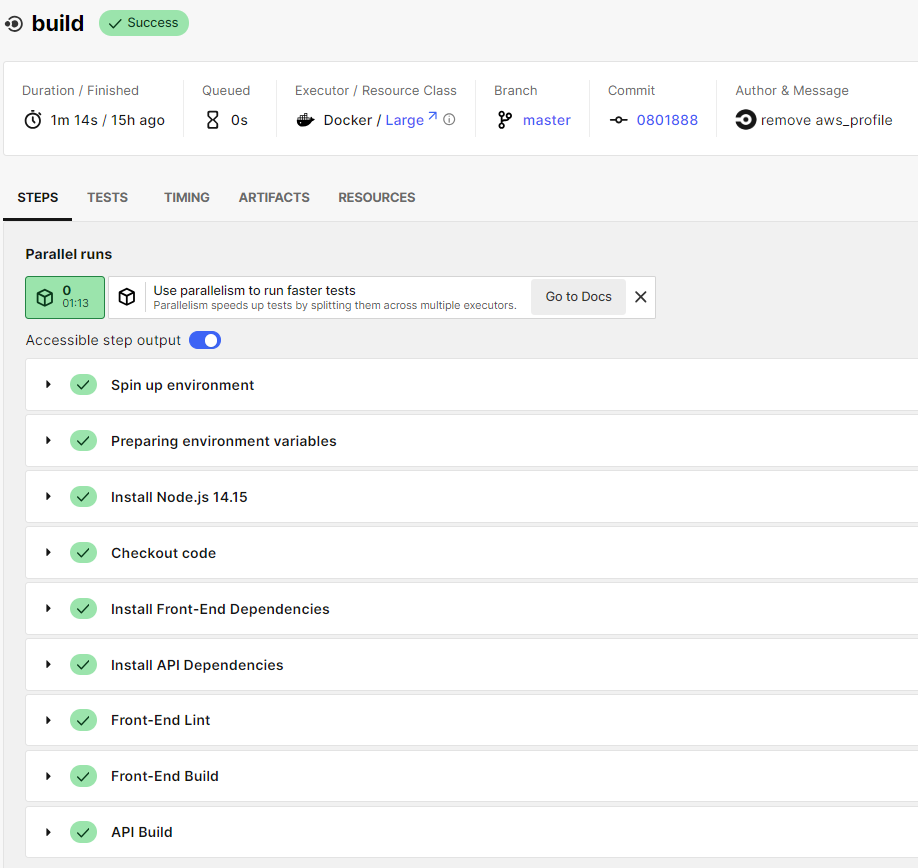 build Success
Duration / Finished
1m 14s / 15h ago
Queued
0s
Executor / Resource Class
Docker / Large
Branch
master
Commit
0801888
Author & Message
remove aws_profile
STEPS TESTS TIMING ARTIFACTS RESOURCES
Parallel runs
0
01:13
Use parallelism to run faster tests
Parallelism speeds up tests by splitting them across multiple executors.
Go to Docs
Accessible step output
Spin up environment
Preparing environment variables
Install Node.js 14.15
Checkout code
Install Front-End Dependencies
Install API Dependencies
Front-End Lint
Front-End Build
API Build